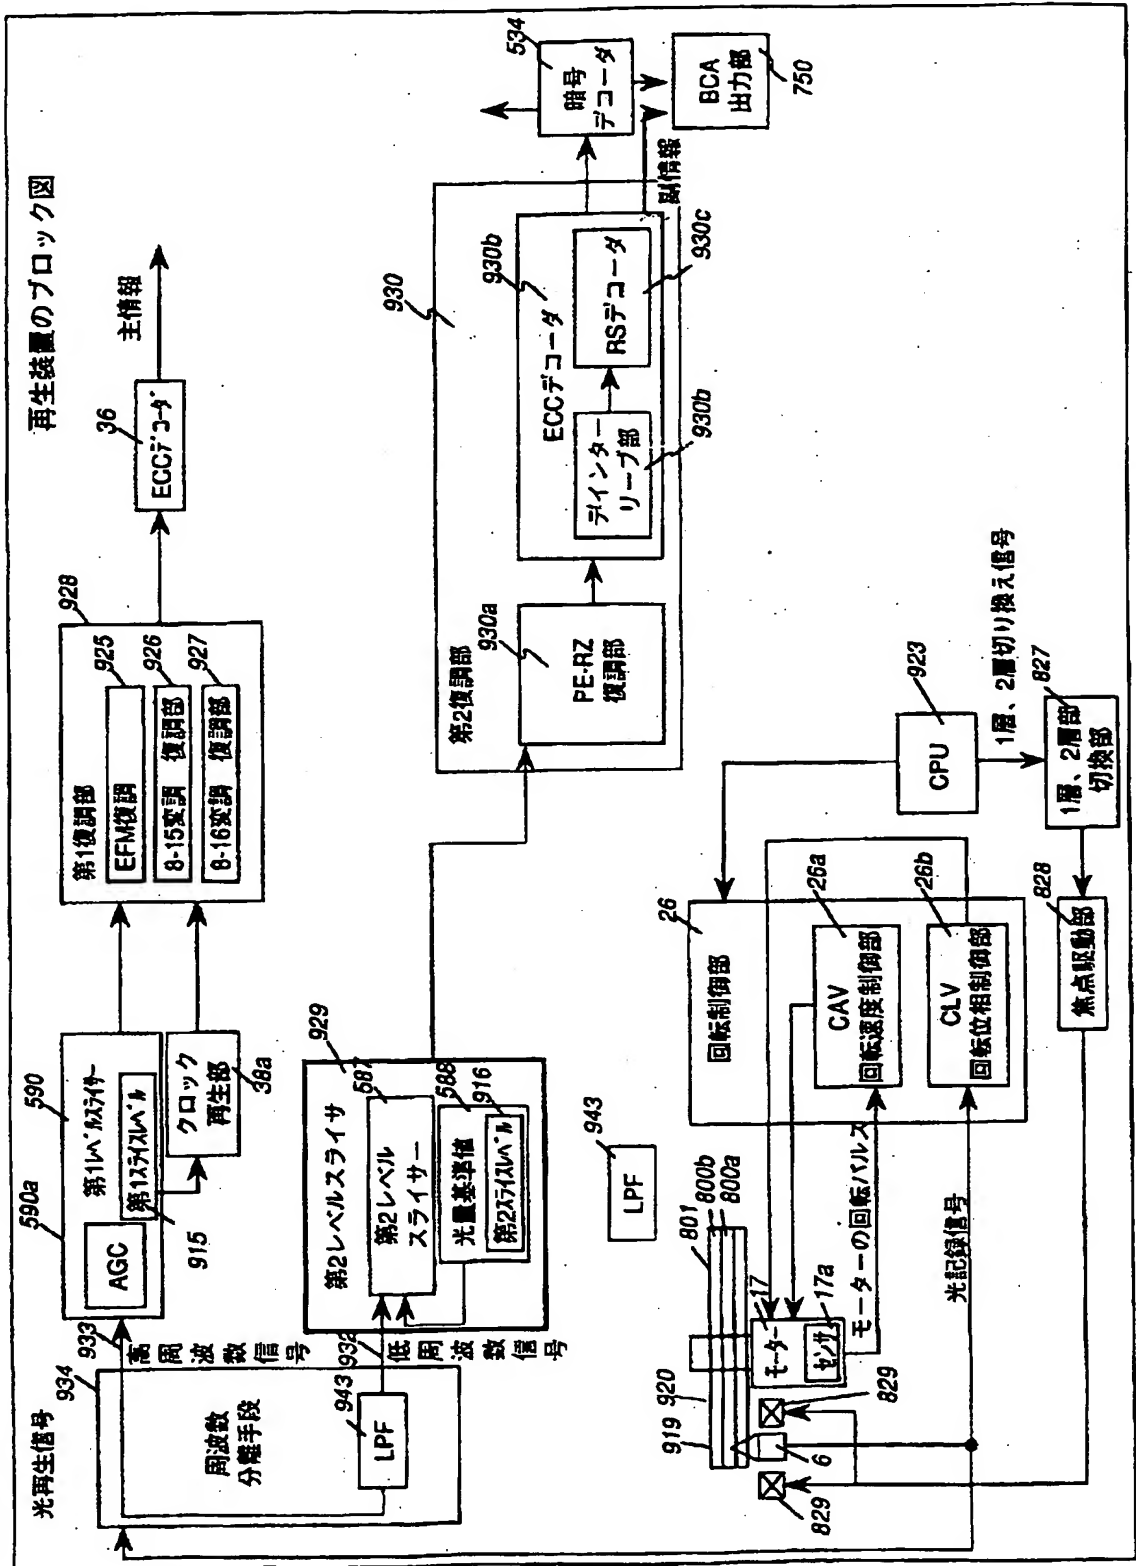 再生装置のブロック図
光再生信号
934
周波数
分離手段
943
LPF
933
高周波数信号
932
低周波数信号
590a
590
AGC
第1レベルスライサー
第1スライスレベル
915
クロック
再生部
38a
928
第1復調部
EFM復調
925
8-15変調 復調部
926
8-16変調 復調部
927
36
ECCデコーダ
主情報
929
第2レベルスライサ
第2レベル
スライサー
587
光量基準値
588
第2スライスレベル
916
930
第2復調部
930a
PE-RZ
復調部
ECCデコーダ
930b
デインター
リーブ部
930b
RSデコーダ
930c
副情報
534
暗号
デコーダ
BCA
出力部
750
943
LPF
919
920
801
800b
800a
17
モーター
センサ
17a
829
6
829
モーターの回転パルス
光記録信号
26
回転制御部
CAV
回転速度制御部
26a
CLV
回転位相制御部
26b
CPU
923
1層、2層切り換え信号
827
1層、2層部
切換部
828
焦点駆動部